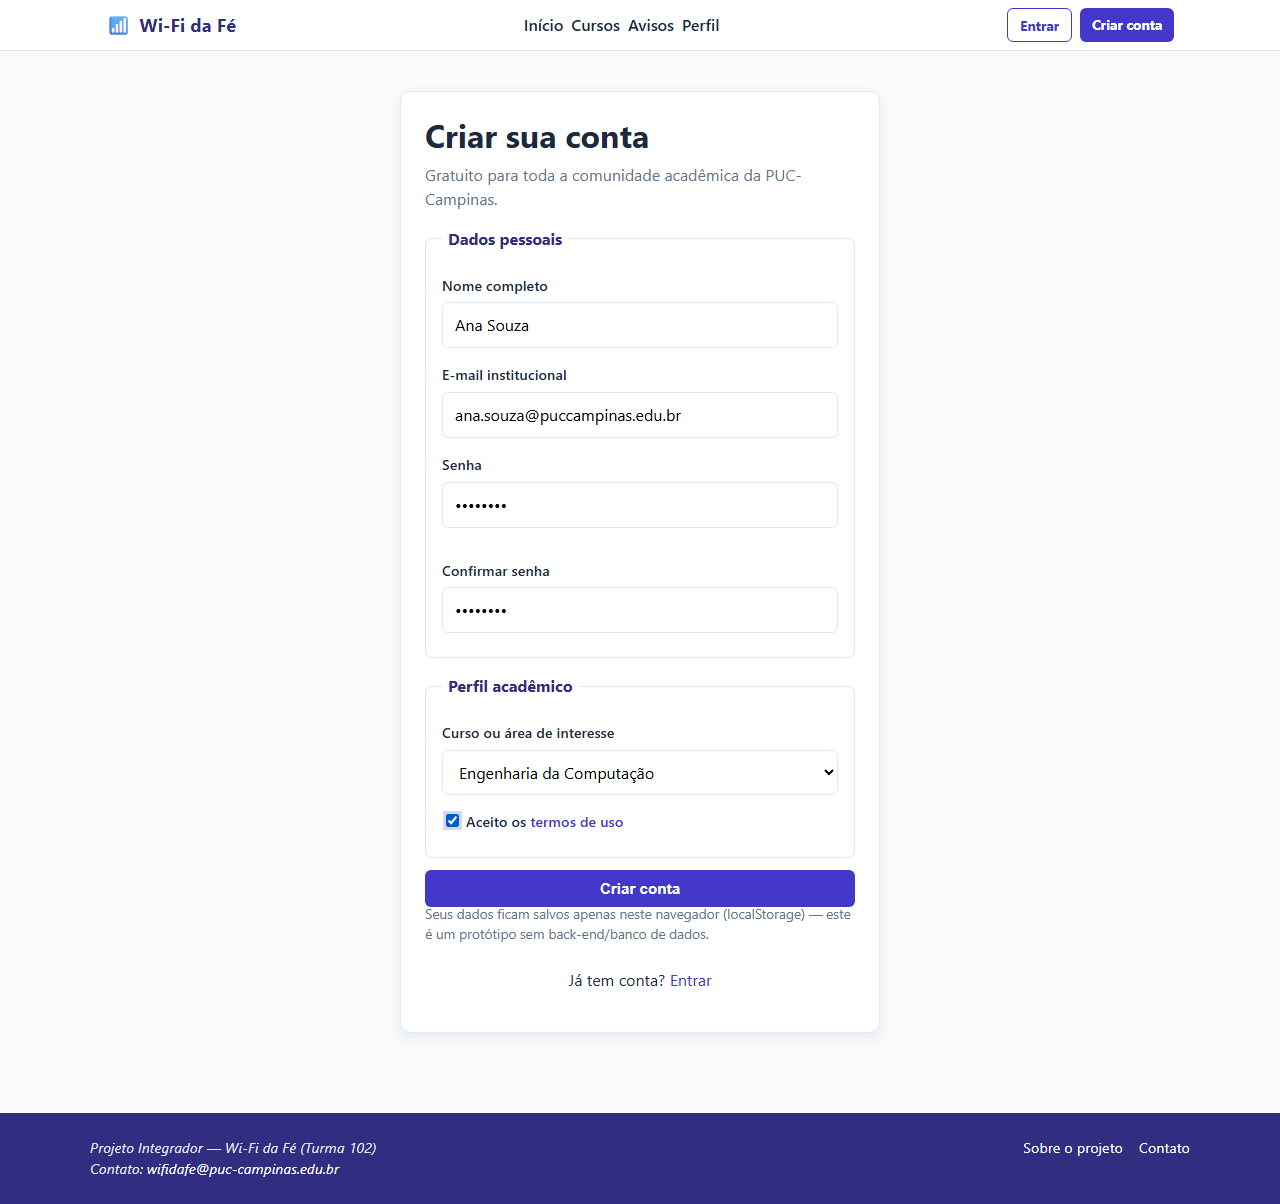 Wi-Fi da Fé
Início Cursos Avisos Perfil
Entrar
Criar conta
Criar sua conta
Gratuito para toda a comunidade acadêmica da PUC-
Campinas.
Dados pessoais
Nome completo
Ana Souza
E-mail institucional
ana.souza@puccampinas.edu.br
Senha
••••••••
Confirmar senha
••••••••
Perfil acadêmico
Curso ou área de interesse
Engenharia da Computação
Aceito os termos de uso
Criar conta
Seus dados ficam salvos apenas neste navegador (localStorage) — este
é um protótipo sem back-end/banco de dados.
Já tem conta? Entrar
Projeto Integrador — Wi-Fi da Fé (Turma 102)
Contato: wifidafe@puc-campinas.edu.br
Sobre o projeto Contato